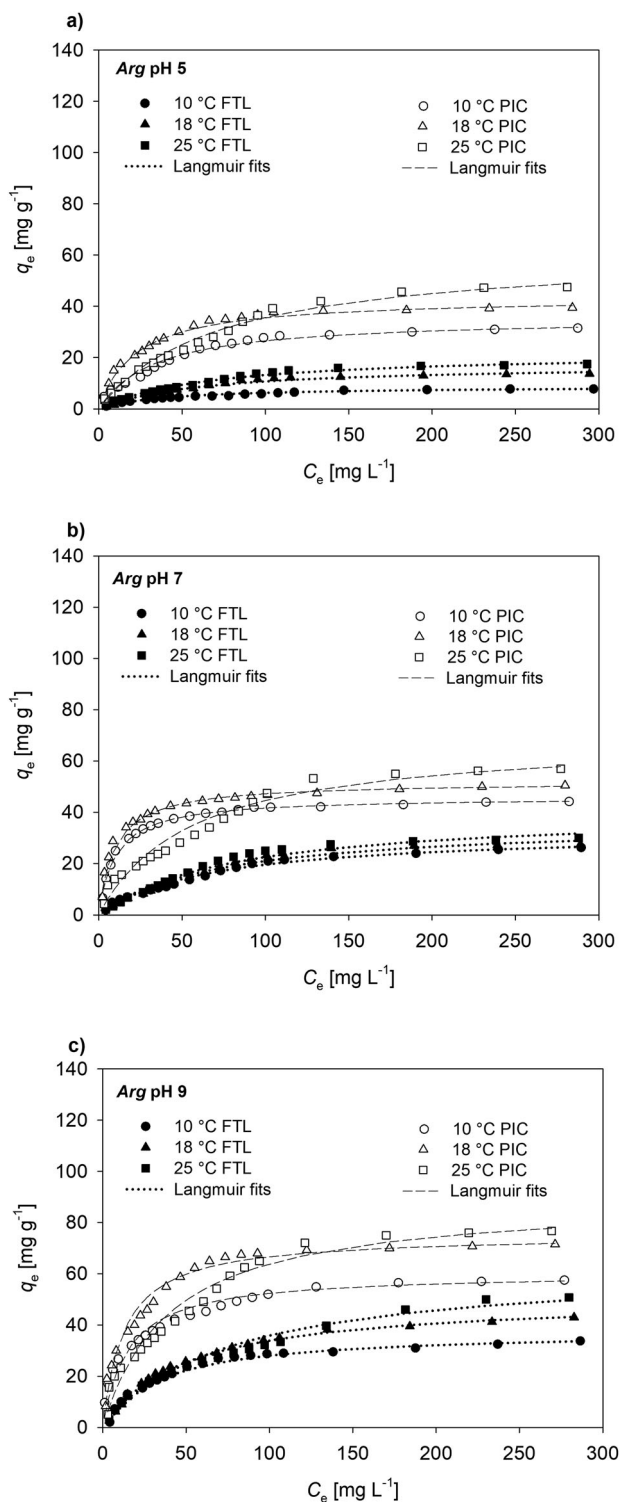 a)
Arg pH 5
10 °C FTL
18 °C FTL
25 °C FTL
Langmuir fits
10 °C PIC
18 °C PIC
25 °C PIC
Langmuir fits
140
120
100
80
60
40
20
0
qe [mg g-1]
0 50 100 150 200 250 300
Ce [mg L-1]
b)
Arg pH 7
10 °C FTL
18 °C FTL
25 °C FTL
Langmuir fits
10 °C PIC
18 °C PIC
25 °C PIC
Langmuir fits
140
120
100
80
60
40
20
0
qe [mg g-1]
0 50 100 150 200 250 300
Ce [mg L-1]
c)
Arg pH 9
10 °C FTL
18 °C FTL
25 °C FTL
Langmuir fits
10 °C PIC
18 °C PIC
25 °C PIC
Langmuir fits
140
120
100
80
60
40
20
0
qe [mg g-1]
0 50 100 150 200 250 300
Ce [mg L-1]